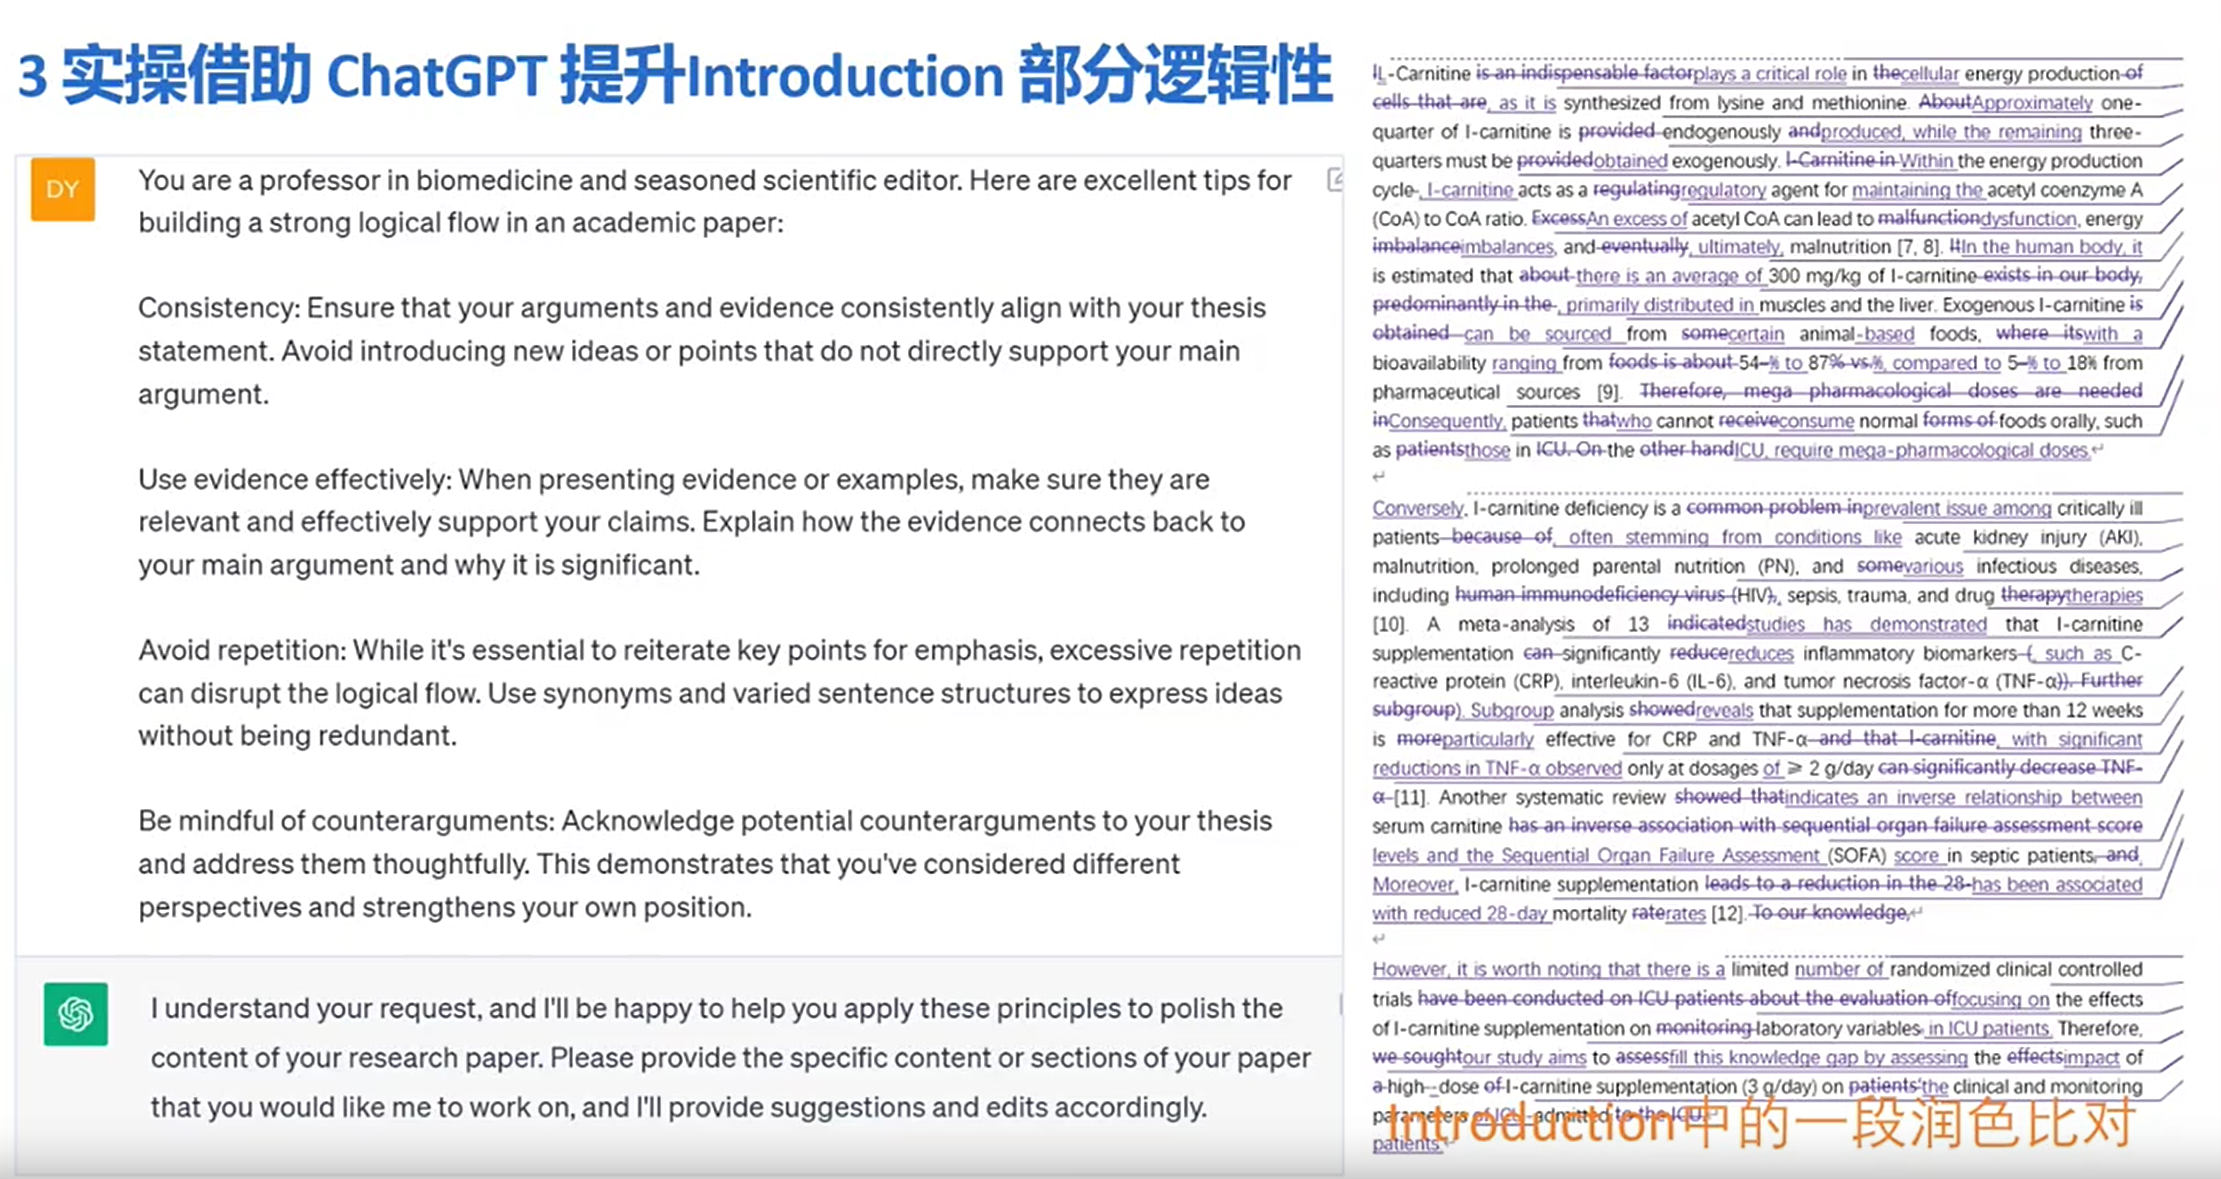 3 实操借助 ChatGPT 提升Introduction 部分逻辑性
DY
You are a professor in biomedicine and seasoned scientific editor. Here are excellent tips for
building a strong logical flow in an academic paper:
Consistency: Ensure that your arguments and evidence consistently align with your thesis
statement. Avoid introducing new ideas or points that do not directly support your main
argument.
Use evidence effectively: When presenting evidence or examples, make sure they are
relevant and effectively support your claims. Explain how the evidence connects back to
your main argument and why it is significant.
Avoid repetition: While it's essential to reiterate key points for emphasis, excessive repetition
can disrupt the logical flow. Use synonyms and varied sentence structures to express ideas
without being redundant.
Be mindful of counterarguments: Acknowledge potential counterarguments to your thesis
and address them thoughtfully. This demonstrates that you've considered different
perspectives and strengthens your own position.
I understand your request, and I'll be happy to help you apply these principles to polish the
content of your research paper. Please provide the specific content or sections of your paper
that you would like me to work on, and I'll provide suggestions and edits accordingly.
lL-Carnitine is an indispensable factorplays a critical role in thecellular energy production of
cells that are, as it is synthesized from lysine and methionine. AboutApproximately one-
quarter of l-carnitine is provided endogenously andproduced, while the remaining three-
quarters must be providedobtained exogenously. l-Carnitine in Within the energy production
cycle-, l-carnitine acts as a regulatingregulatory agent for maintaining the acetyl coenzyme A
(CoA) to CoA ratio. ExcessAn excess of acetyl CoA can lead to malfunctiondysfunction, energy
imbalanceimbalances, and eventually, ultimately, malnutrition [7, 8]. ItIn the human body, it
is estimated that about there is an average of 300 mg/kg of l-carnitine exists in our body,
predominantly in the , primarily distributed in muscles and the liver. Exogenous l-carnitine is
obtained can be sourced from somecertain animal-based foods, where itswith a
bioavailability ranging from foods is about 54–% to 87% vs.%, compared to 5–% to 18% from
pharmaceutical sources [9]. Therefore, mega pharmacological doses are needed
inConsequently, patients thatwho cannot receiveconsume normal forms of foods orally, such
as patientsthose in ICU. On the other handICU, require mega-pharmacological doses.
Conversely, l-carnitine deficiency is a common problem inprevalent issue among critically ill
patients because of, often stemming from conditions like acute kidney injury (AKI),
malnutrition, prolonged parental nutrition (PN), and somevarious infectious diseases,
including human immunodeficiency virus (HIV), sepsis, trauma, and drug therapytherapies
[10]. A meta-analysis of 13 indicatedstudies has demonstrated that l-carnitine
supplementation can significantly reducereduces inflammatory biomarkers (, such as C-
reactive protein (CRP), interleukin-6 (IL-6), and tumor necrosis factor-α (TNF-α)). Further
subgroup). Subgroup analysis showedreveals that supplementation for more than 12 weeks
is moreparticularly effective for CRP and TNF-α and that l-carnitine, with significant
reductions in TNF-α observed only at dosages of ≥ 2 g/day can significantly decrease TNF-
α [11]. Another systematic review showed thatindicates an inverse relationship between
serum carnitine has an inverse association with sequential organ failure assessment score
levels and the Sequential Organ Failure Assessment (SOFA) score in septic patients, and.
Moreover, l-carnitine supplementation leads to a reduction in the 28-has been associated
with reduced 28-day mortality raterates [12]. To our knowledge,
However, it is worth noting that there is a limited number of randomized clinical controlled
trials have been conducted on ICU patients about the evaluation offocusing on the effects
of l-carnitine supplementation on monitoring laboratory variables. in ICU patients. Therefore,
we soughtour study aims to assessfill this knowledge gap by assessing the effectsimpact of
a high-_dose of l-carnitine supplementation (3 g/day) on patients'the clinical and monitoring
parameters of ICU-admitted to the ICU.
patients.
Introduction中的一段润色比对